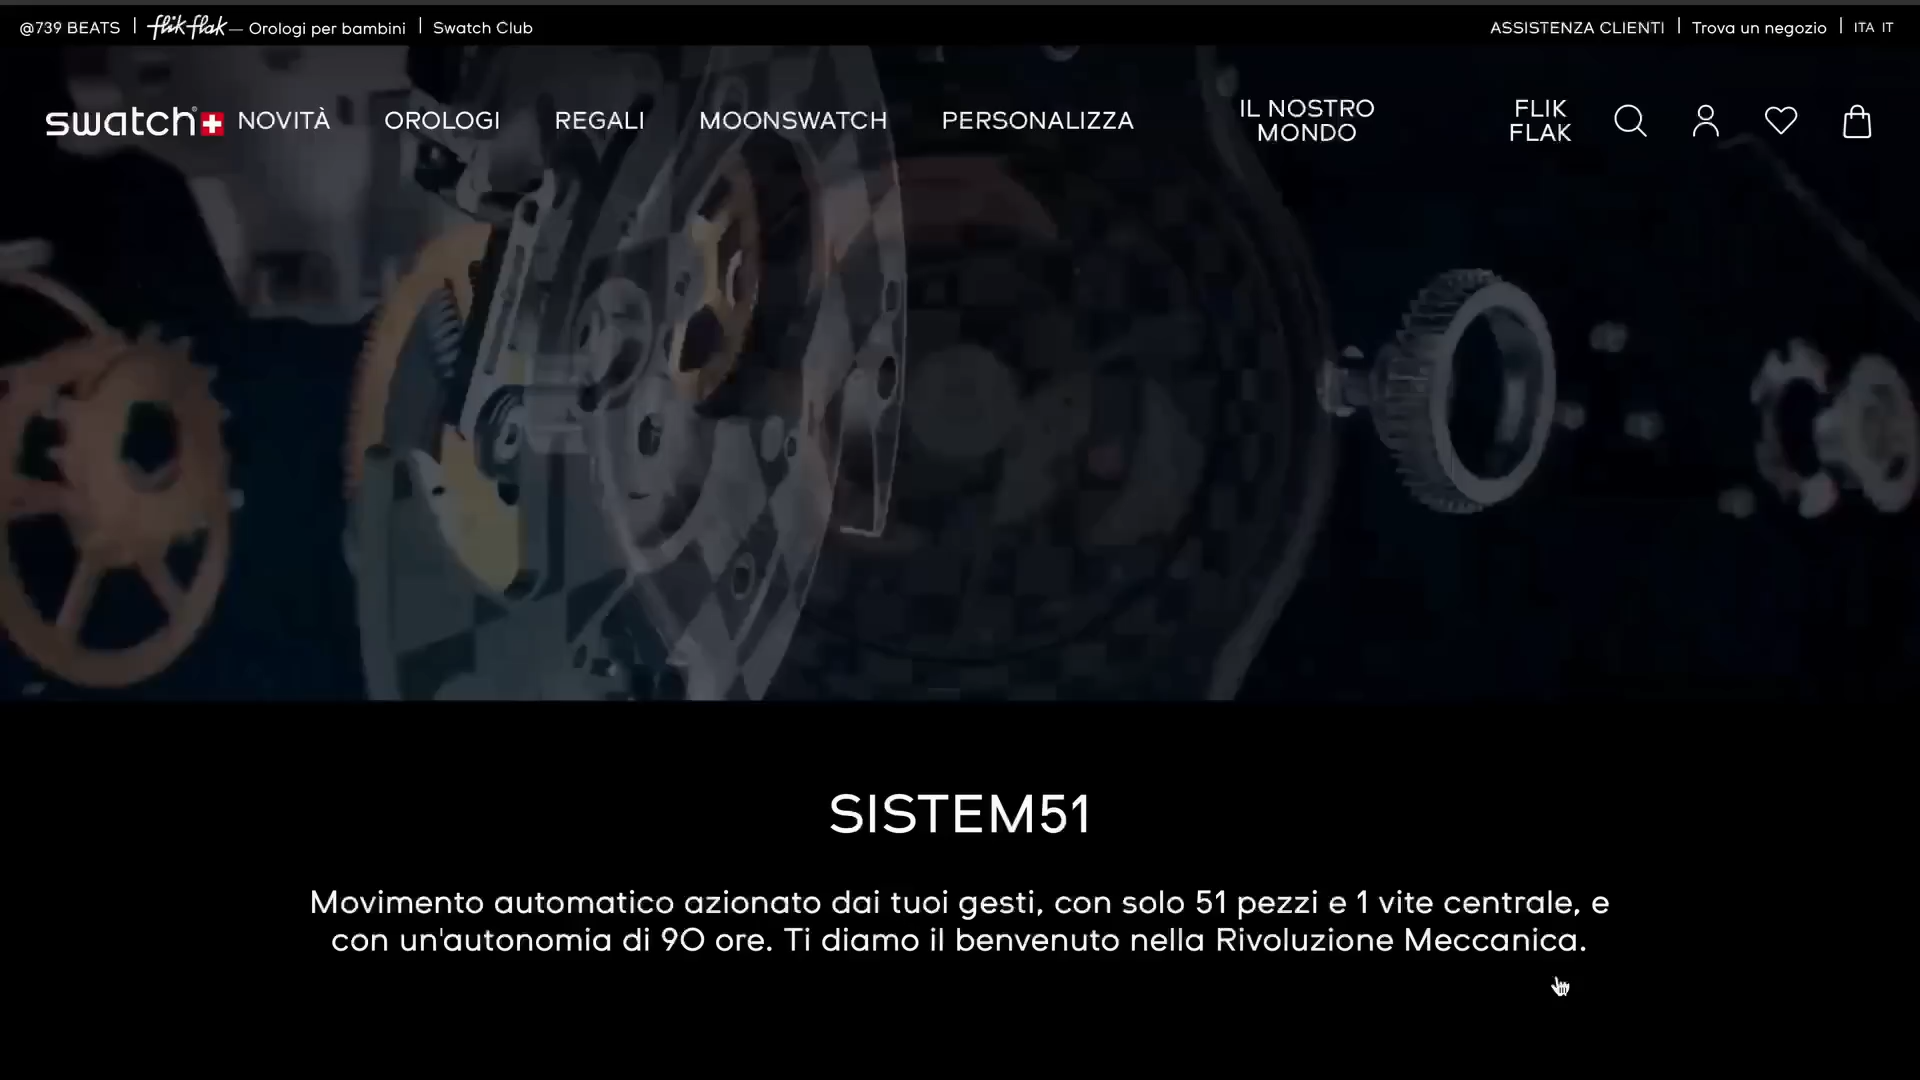 @739 BEATS | flik flak — Orologi per bambini | Swatch Club
ASSISTENZA CLIENTI | Trova un negozio | ITA IT
swatch NOVITÀ OROLOGI REGALI MOONSWATCH PERSONALIZZA
IL NOSTRO
MONDO
FLIK
FLAK
SISTEM51
Movimento automatico azionato dai tuoi gesti, con solo 51 pezzi e 1 vite centrale, e
con un'autonomia di 90 ore. Ti diamo il benvenuto nella Rivoluzione Meccanica.